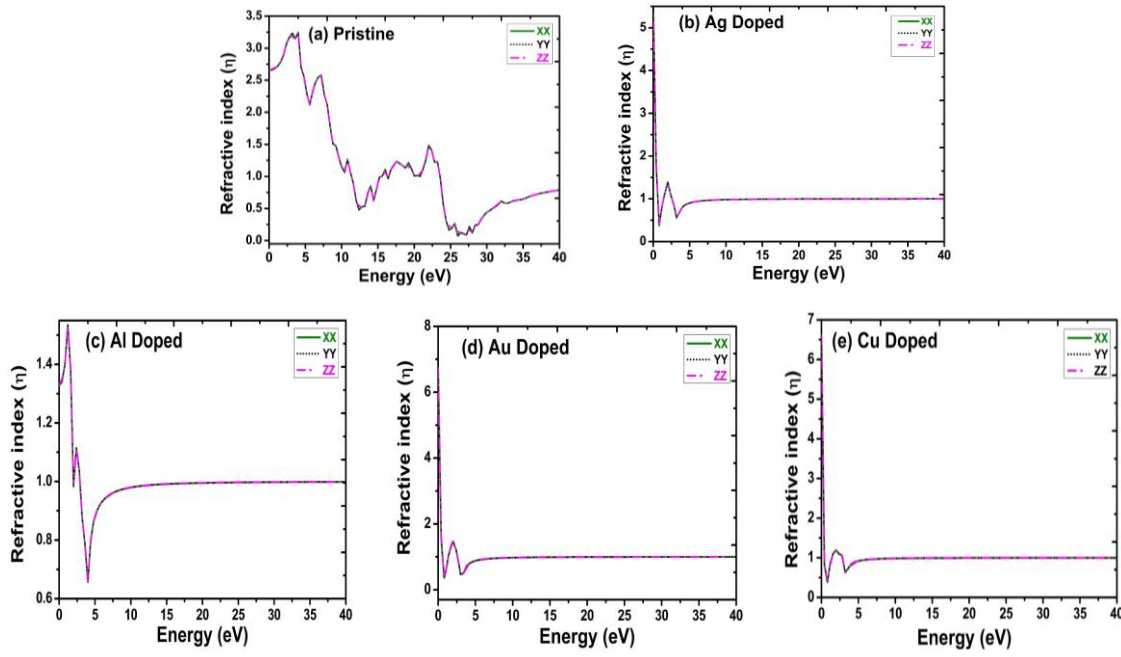 (a) Pristine
XX
YY
ZZ
Refractive index (η)
3.5
3.0
2.5
2.0
1.5
1.0
0.5
0.0
0 5 10 15 20 25 30 35 40
Energy (eV)
(b) Ag Doped
XX
YY
ZZ
Refractive index (η)
5
4
3
2
1
0
0 5 10 15 20 25 30 35 40
Energy (eV)
(c) Al Doped
XX
YY
ZZ
Refractive index (η)
1.4
1.2
1.0
0.8
0.6
0 5 10 15 20 25 30 35 40
Energy (eV)
(d) Au Doped
XX
YY
ZZ
Refractive index (η)
8
6
4
2
0
0 5 10 15 20 25 30 35 40
Energy (eV)
(e) Cu Doped
XX
YY
ZZ
Refractive index (η)
7
6
5
4
3
2
1
0
0 5 10 15 20 25 30 35 40
Energy (eV)